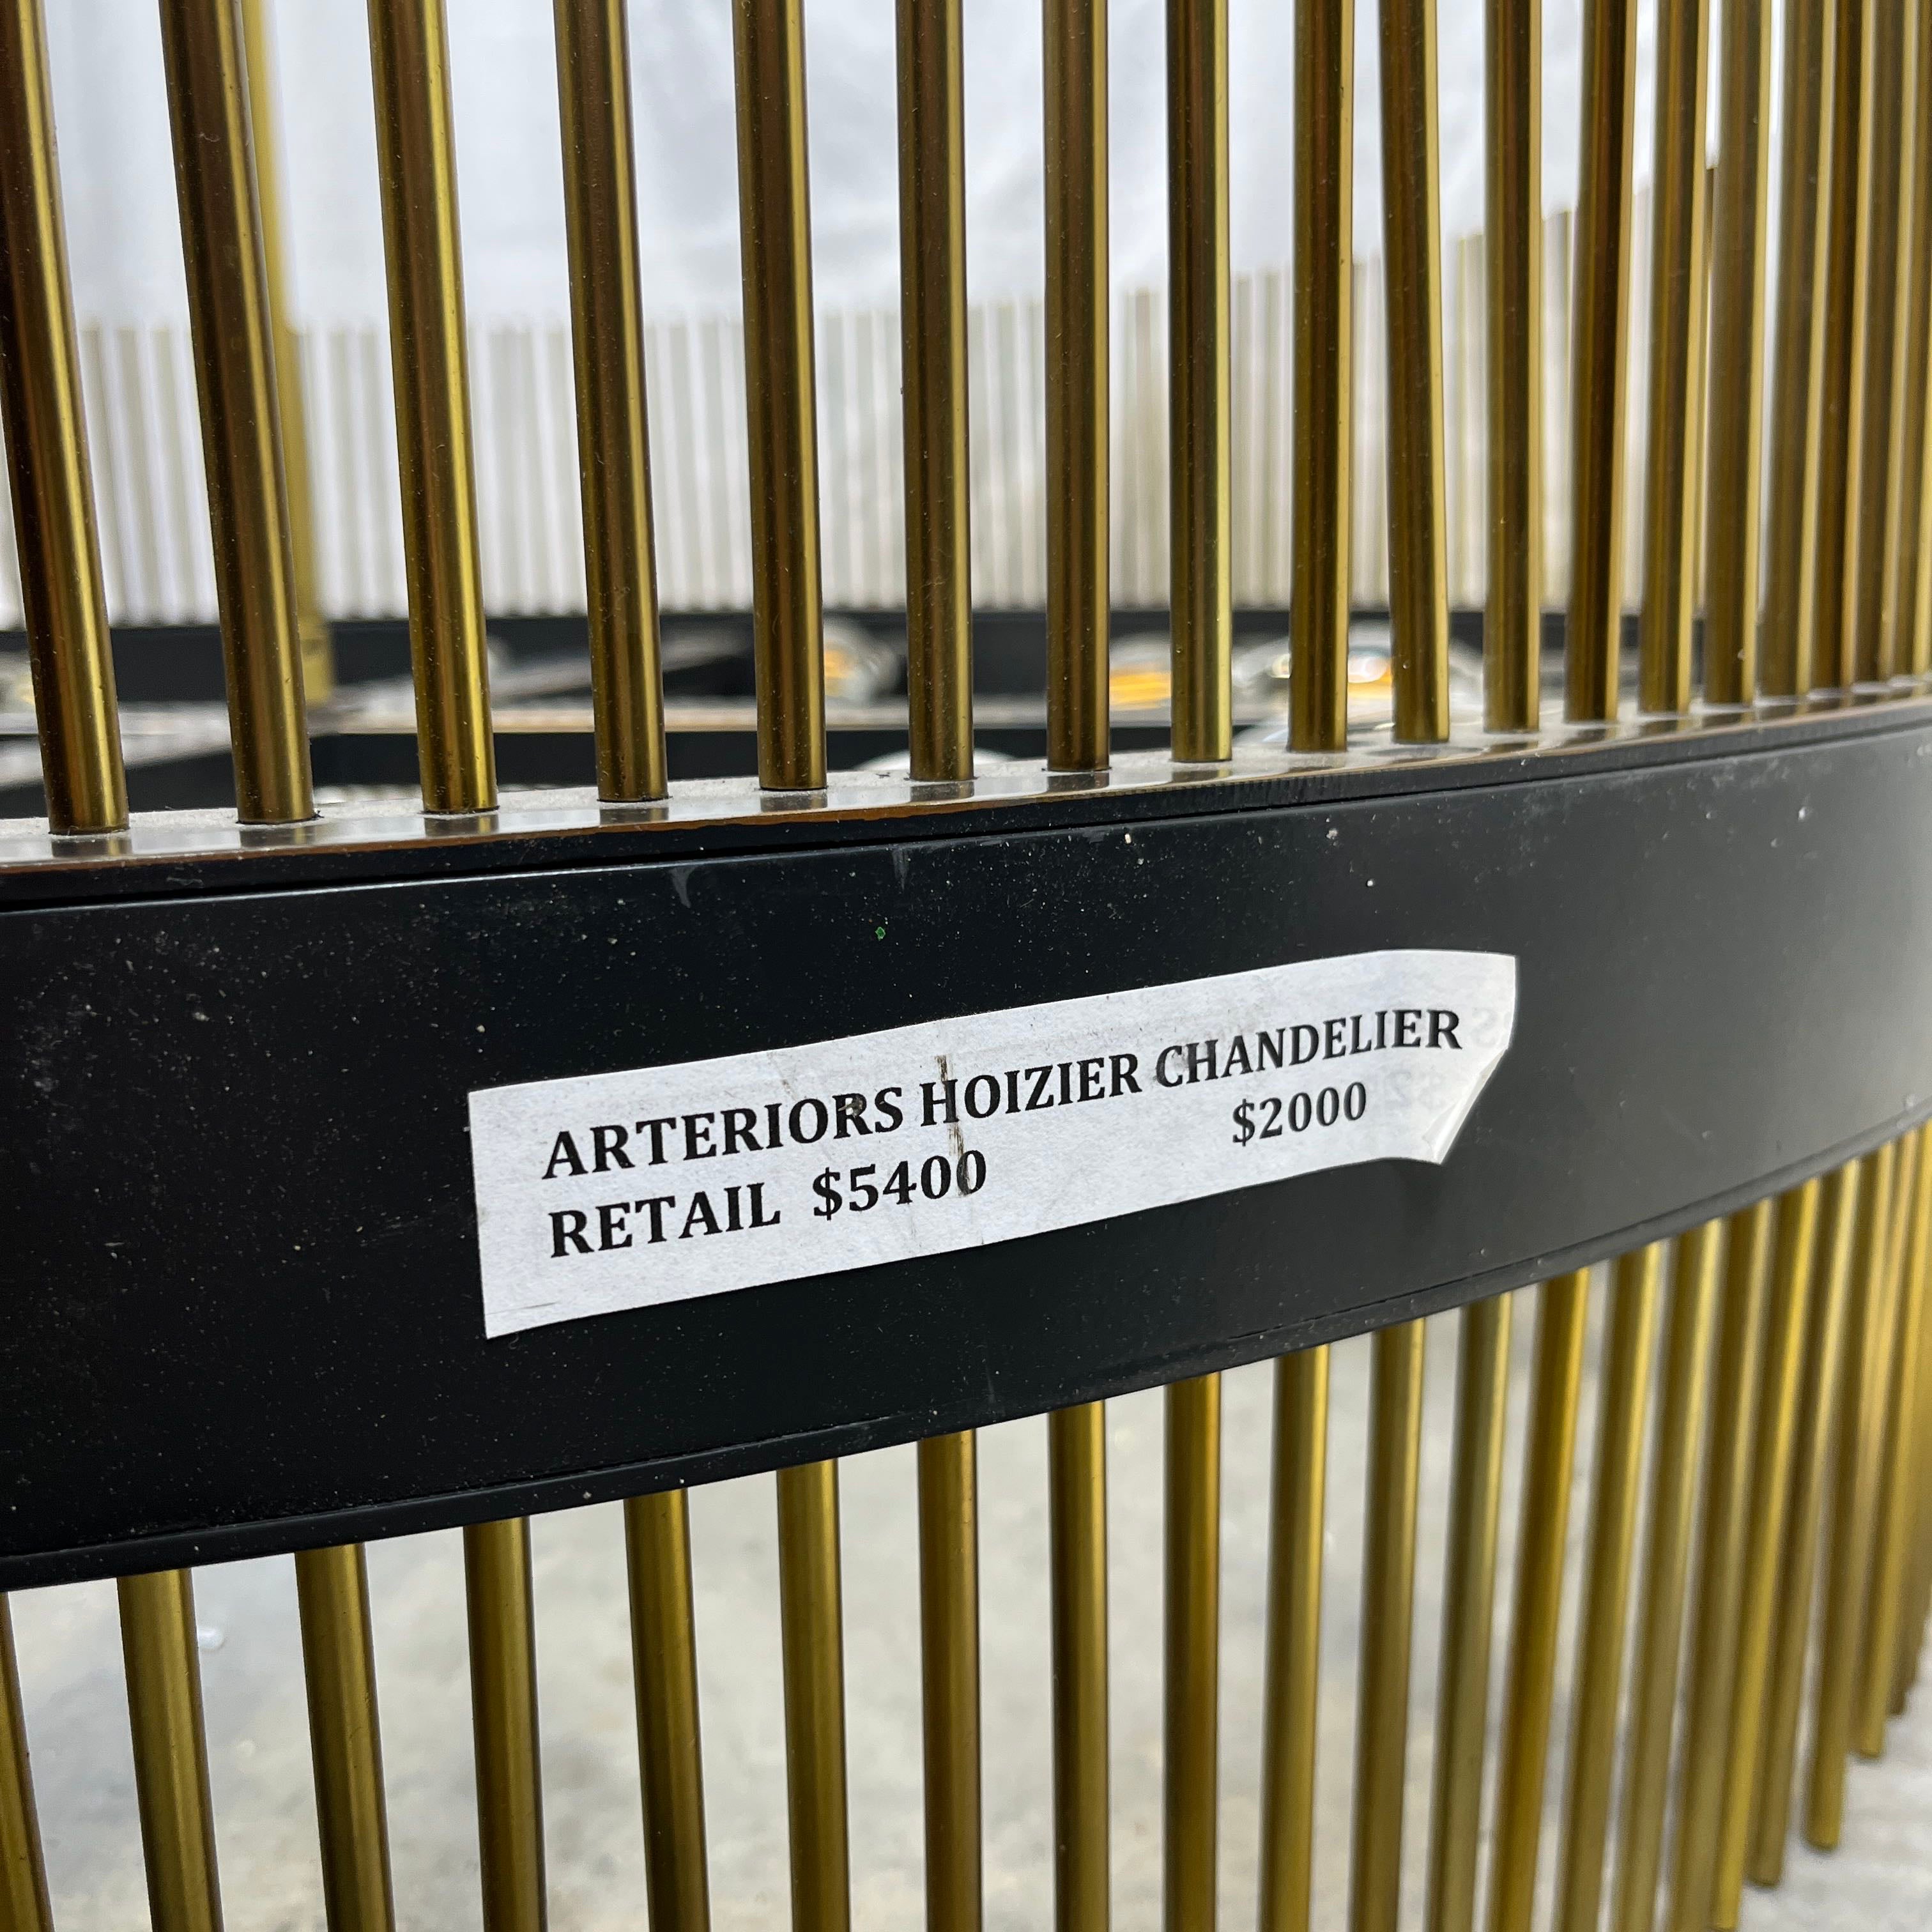 ARTERIORS HOIZIER CHANDELIER
RETAIL $5400 $2000